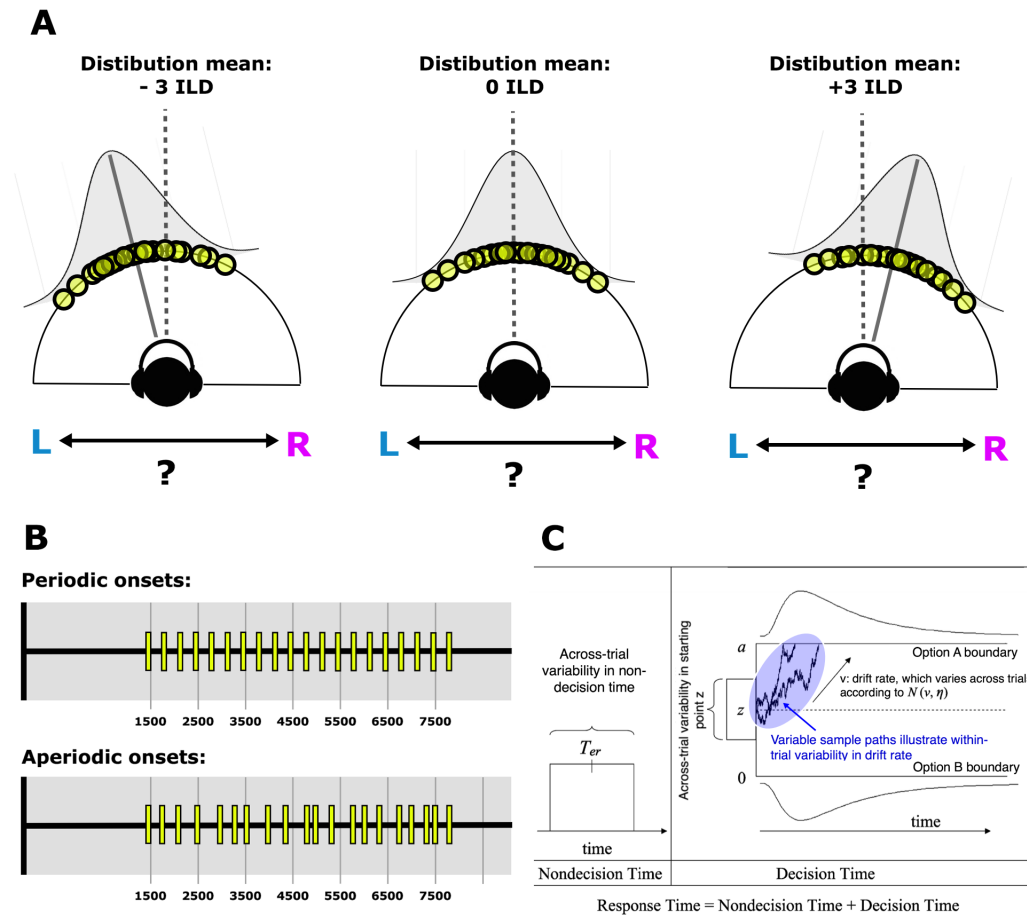 A
Distibution mean:
- 3 ILD
Distibution mean:
0 ILD
Distibution mean:
+3 ILD
L
R
?
L
R
?
L
R
?
B
Periodic onsets:
1500 2500 3500 4500 5500 6500 7500
Aperiodic onsets:
1500 2500 3500 4500 5500 6500 7500
C
Across-trial
variability in non-
decision time
Ter
time
Nondecision Time
Across-trial variability in starting
point z
a
z
0
Option A boundary
v: drift rate, which varies across trial
according to N (v, η)
Variable sample paths illustrate within-
trial variability in drift rate
Option B boundary
time
Decision Time
Response Time = Nondecision Time + Decision Time